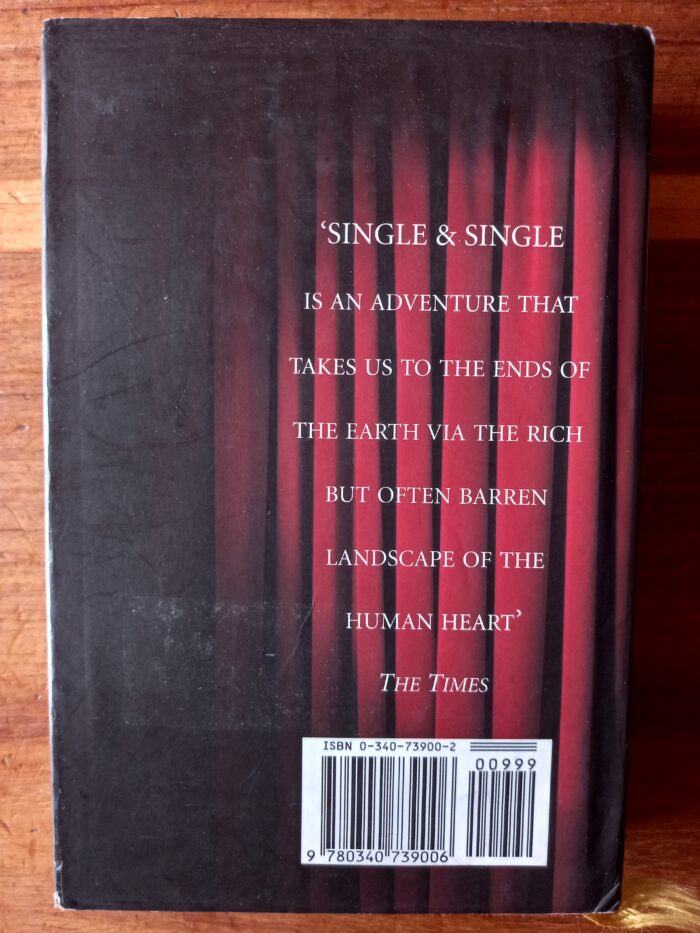 ‘SINGLE & SINGLE
IS AN ADVENTURE THAT
TAKES US TO THE ENDS OF
THE EARTH VIA THE RICH
BUT OFTEN BARREN
LANDSCAPE OF THE
HUMAN HEART’
THE TIMES
ISBN 0-340-73900-2
00999
9 780340 739006